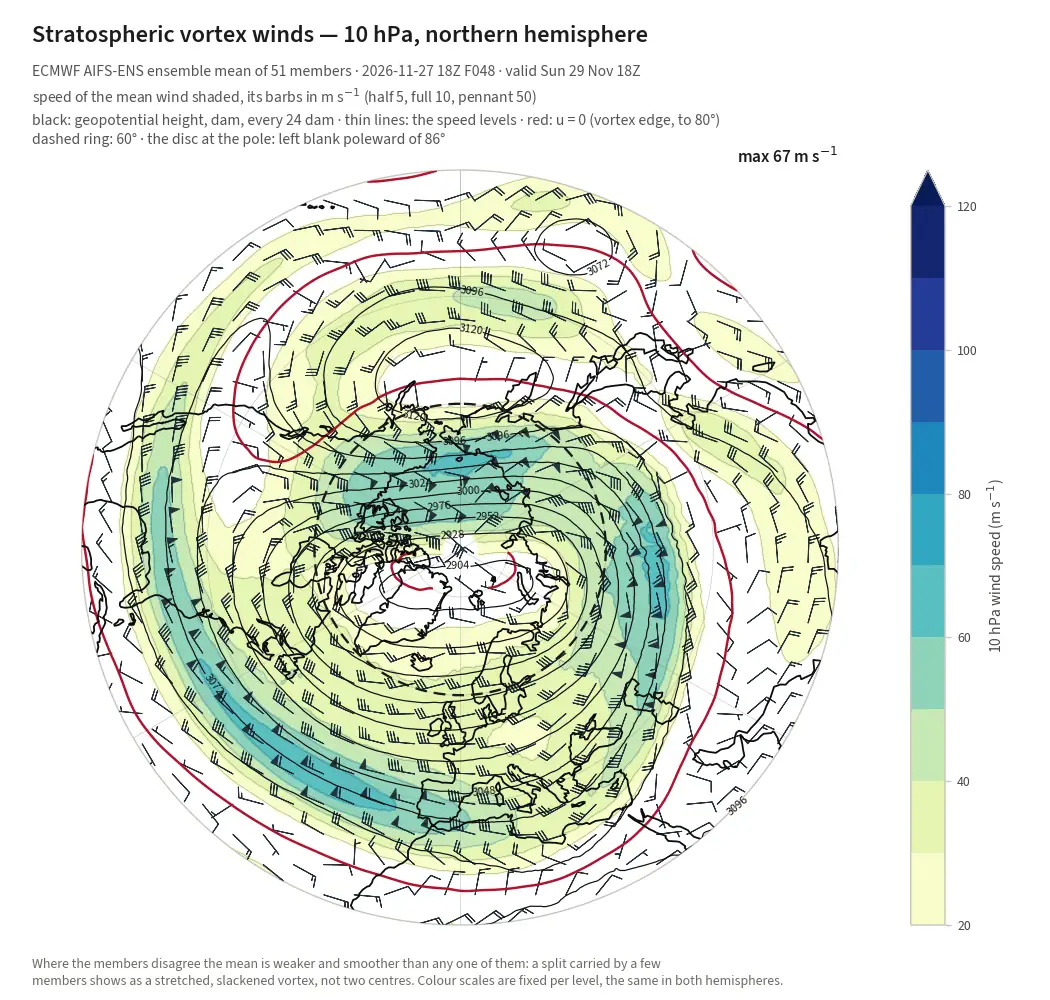 Stratospheric vortex winds — 10 hPa, northern hemisphere
ECMWF AIFS-ENS ensemble mean of 51 members · 2026-11-27 18Z F048 · valid Sun 29 Nov 18Z
speed of the mean wind shaded, its barbs in m s⁻¹ (half 5, full 10, pennant 50)
black: geopotential height, dam, every 24 dam · thin lines: the speed levels · red: u = 0 (vortex edge, to 80°)
dashed ring: 60° · the disc at the pole: left blank poleward of 86°
max 67 m s⁻¹
120
100
80
60
40
20
10 hPa wind speed (m s⁻¹)
3072
3096
3120
3096
3096
3000
2976
2952
2928
2904
3072
3048
3096
Where the members disagree the mean is weaker and smoother than any one of them: a split carried by a few
members shows as a stretched, slackened vortex, not two centres. Colour scales are fixed per level, the same in both hemispheres.